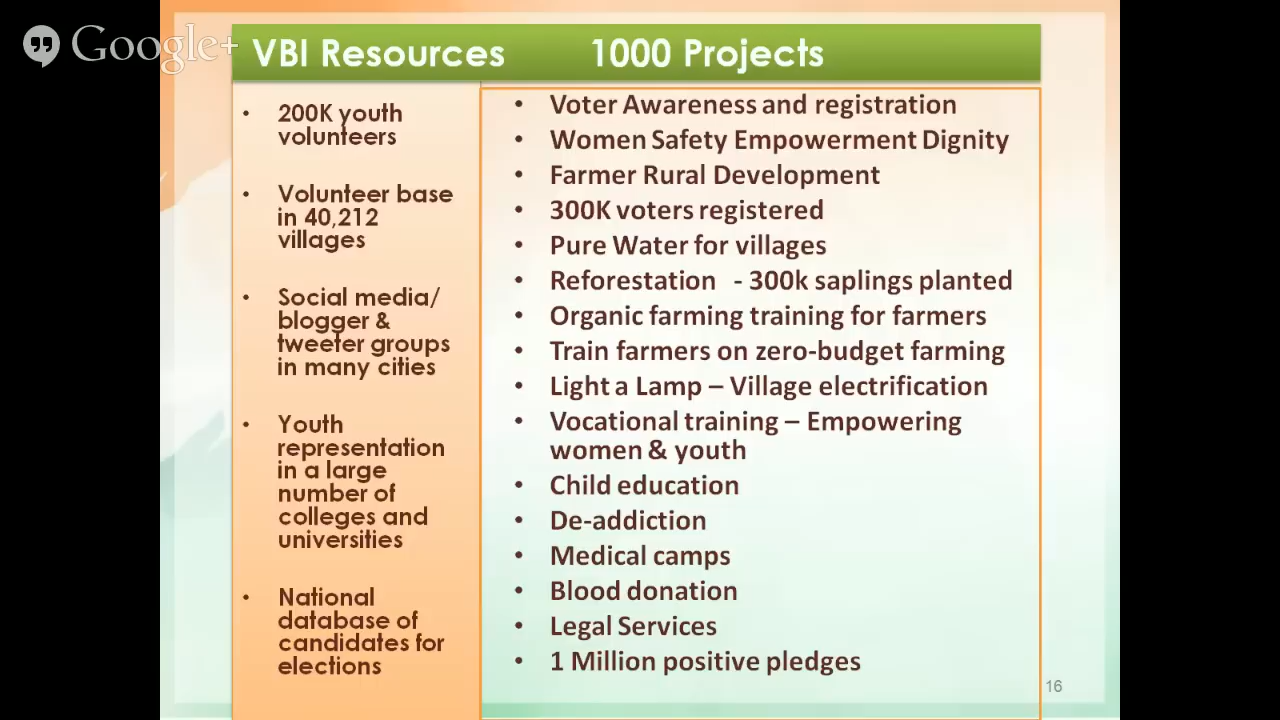 Google+
VBI Resources 1000 Projects
• 200K youth
volunteers
• Volunteer base
in 40,212
villages
• Social media/
blogger &
tweeter groups
in many cities
• Youth
representation
in a large
number of
colleges and
universities
• National
database of
candidates for
elections
• Voter Awareness and registration
• Women Safety Empowerment Dignity
• Farmer Rural Development
• 300K voters registered
• Pure Water for villages
• Reforestation - 300k saplings planted
• Organic farming training for farmers
• Train farmers on zero-budget farming
• Light a Lamp – Village electrification
• Vocational training – Empowering
women & youth
• Child education
• De-addiction
• Medical camps
• Blood donation
• Legal Services
• 1 Million positive pledges
16